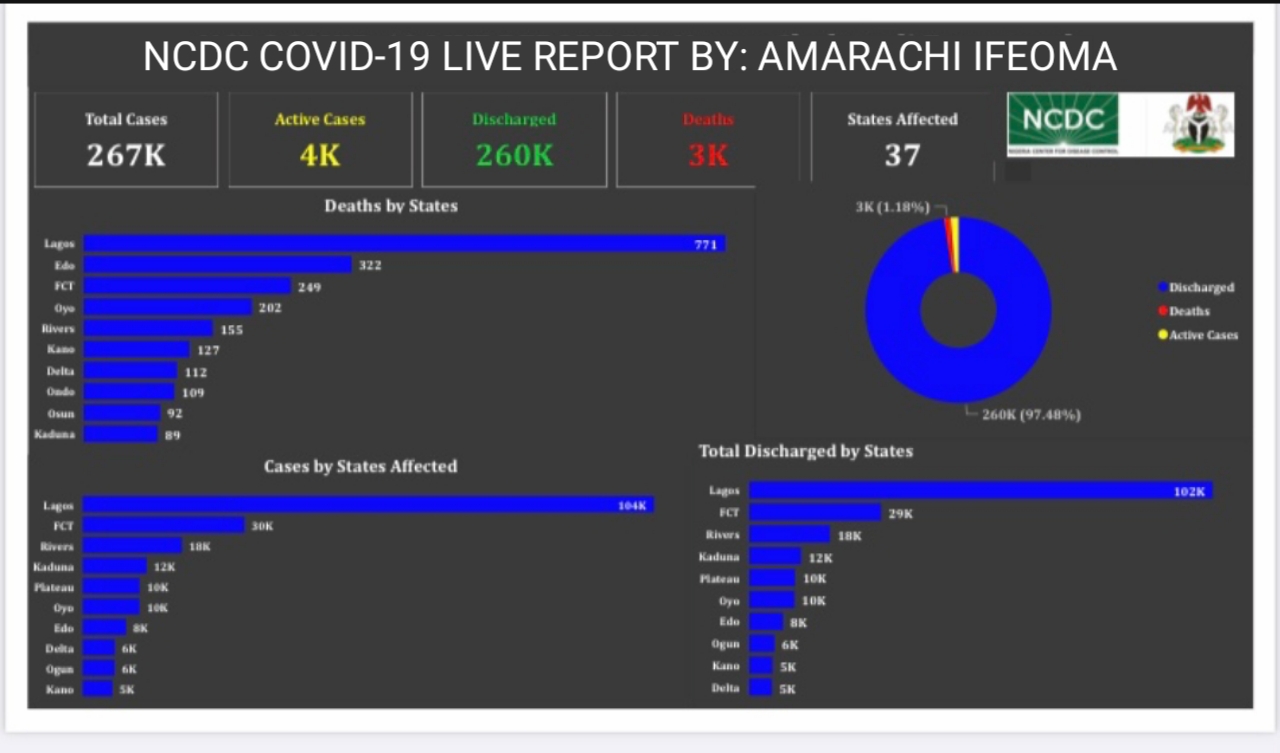 NCDC COVID-19 LIVE REPORT BY: AMARACHI IFEOMA
Total Cases
267K
Active Cases
4K
Discharged
260K
Deaths
3K
States Affected
37
NCDC
NIGERIA CENTER FOR DISEASE CONTROL
Deaths by States
Lagos 771
Edo 322
FCT 249
Oyo 202
Rivers 155
Kano 127
Delta 112
Ondo 109
Osun 92
Kaduna 89
3K (1.18%)
260K (97.48%)
Discharged
Deaths
Active Cases
Cases by States Affected
Lagos 104K
FCT 30K
Rivers 18K
Kaduna 12K
Plateau 10K
Oyo 10K
Edo 8K
Delta 6K
Ogun 6K
Kano 5K
Total Discharged by States
Lagos 102K
FCT 29K
Rivers 18K
Kaduna 12K
Plateau 10K
Oyo 10K
Edo 8K
Ogun 6K
Kano 5K
Delta 5K